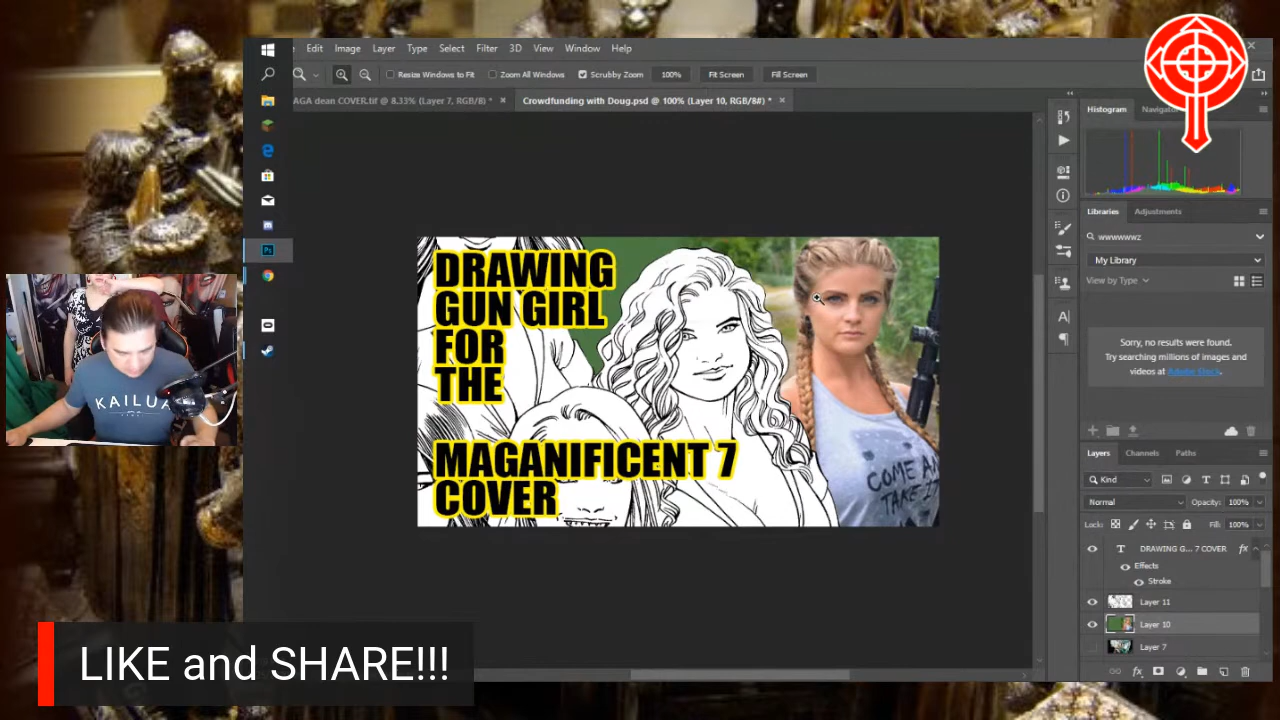 Edit Image Layer Type Select Filter 3D View Window Help
Resize Windows to Fit Zoom All Windows Scrubby Zoom 100% Fit Screen Fill Screen
AGA dean COVER.tif @ 8.33% (Layer 7, RGB/8) * × Crowdfunding with Doug.psd @ 100% (Layer 10, RGB/8#) * ×
Histogram Navigator
Libraries Adjustments
wwwwwwz
My Library
View by Type
Sorry, no results were found.
Try searching millions of images and
videos at Adobe Stock.
DRAWING
GUN GIRL
FOR
THE
MAGANIFICENT 7
COVER
COME AN
TAKE IT
KAILUA
Ps
Layers Channels Paths
Kind
Normal Opacity: 100%
Lock: Fill: 100%
T DRAWING G... 7 COVER fx
Effects
Stroke
Layer 11
Layer 10
Layer 7
fx
LIKE and SHARE!!!